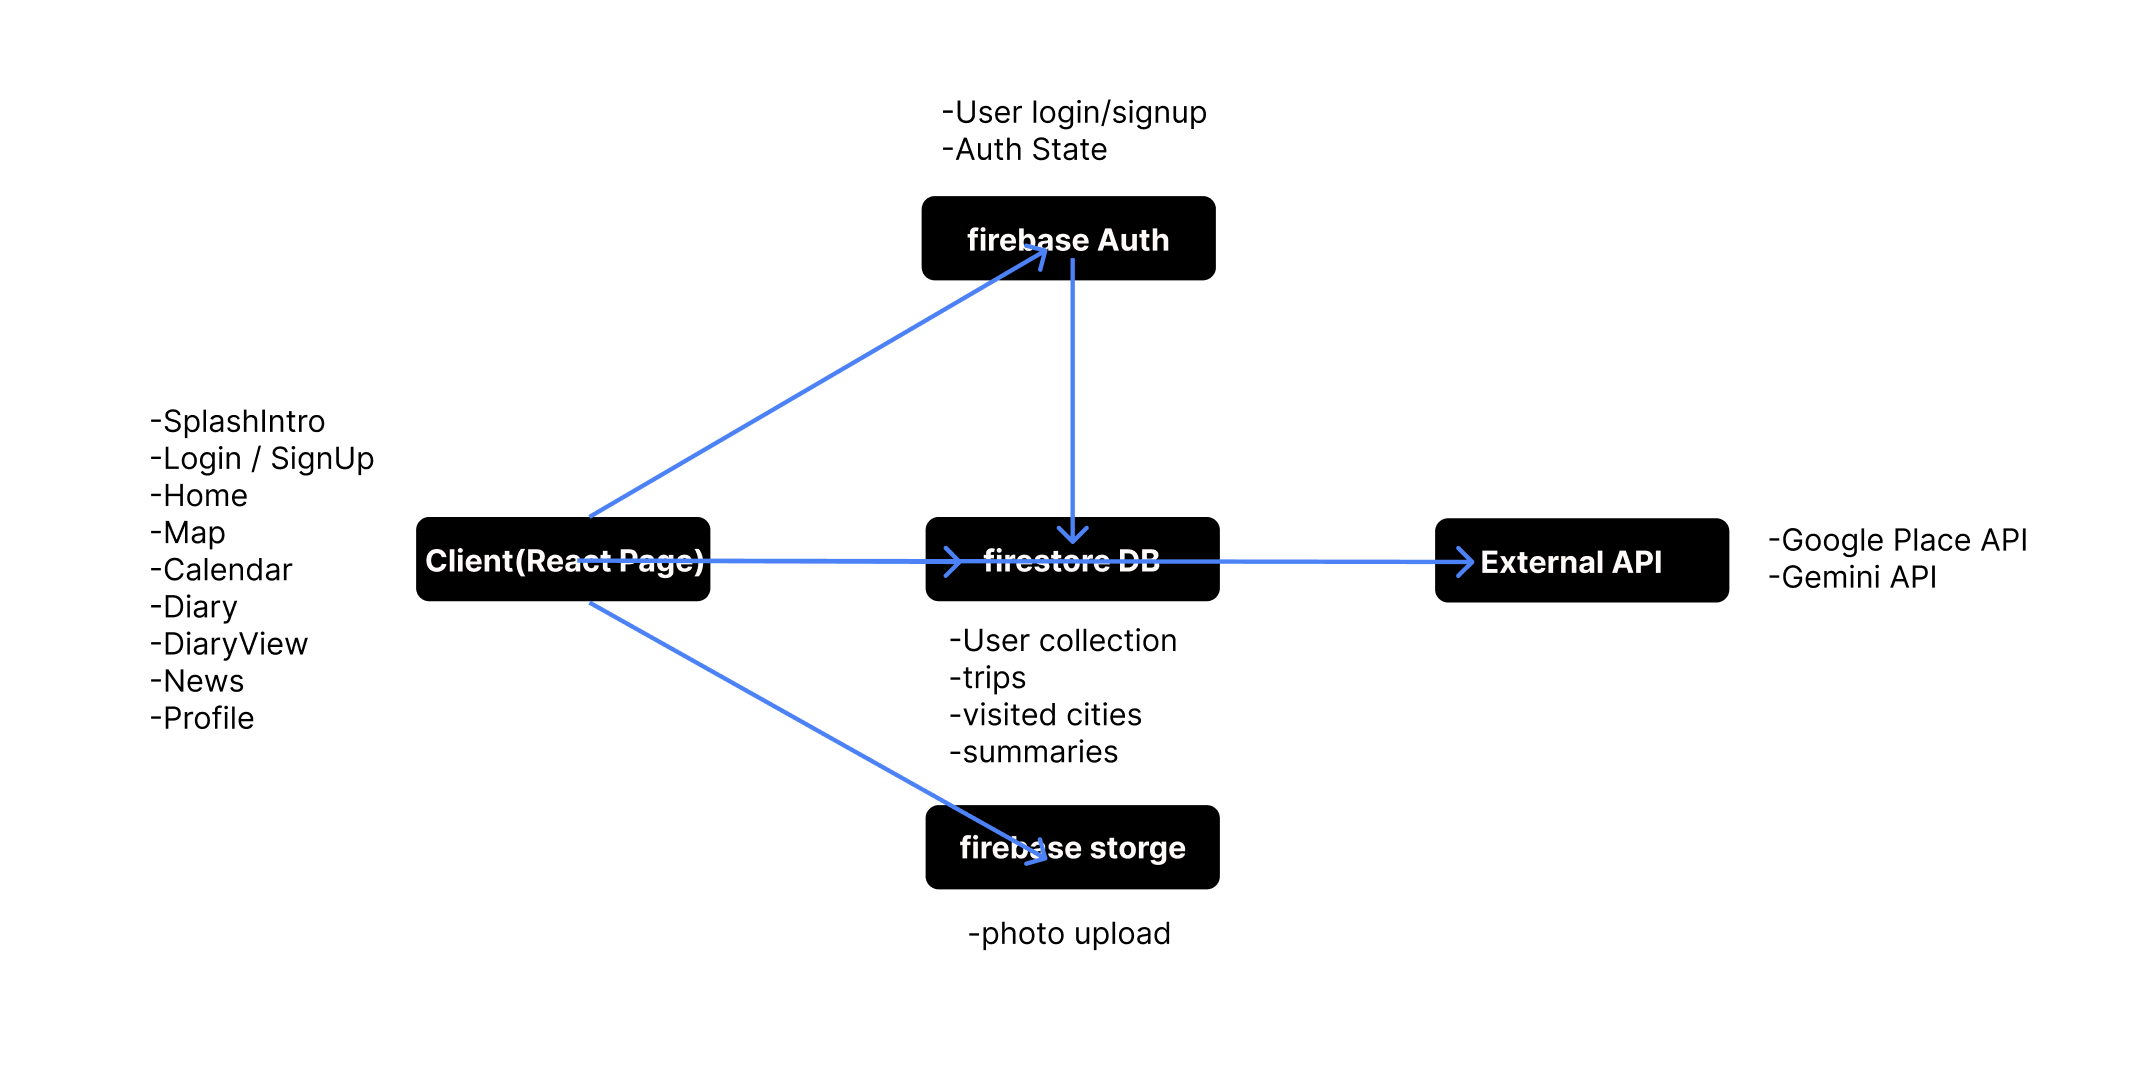 -User login/signup
-Auth State
firebase Auth
-SplashIntro
-Login / SignUp
-Home
-Map
-Calendar
-Diary
-DiaryView
-News
-Profile
Client(React Page)
firestore DB
-User collection
-trips
-visited cities
-summaries
External API
-Google Place API
-Gemini API
firebase storge
-photo upload